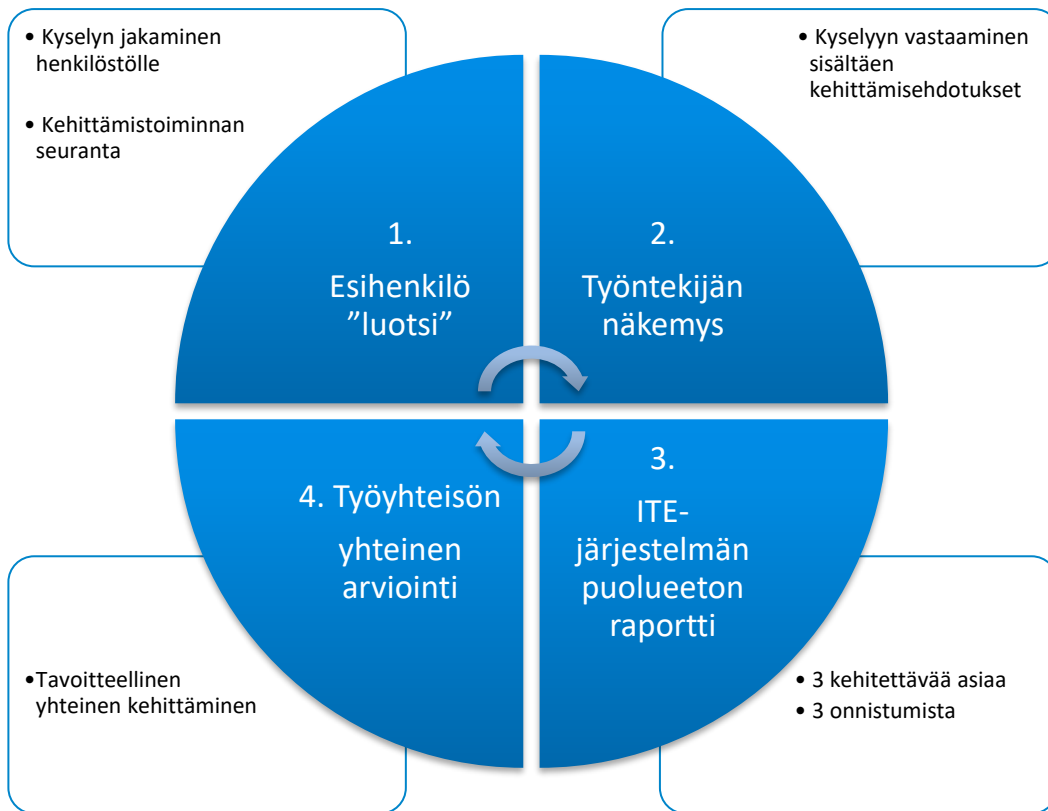 • Kyselyn jakaminen
henkilöstölle
• Kehittämistoiminnan
seuranta
• Kyselyyn vastaaminen
sisältäen
kehittämisehdotukset
1.
Esihenkilö
”luotsi”
2.
Työntekijän
näkemys
3.
ITE-
järjestelmän
puolueeton
raportti
4. Työyhteisön
yhteinen
arviointi
•Tavoitteellinen
yhteinen kehittäminen
• 3 kehitettävää asiaa
• 3 onnistumista